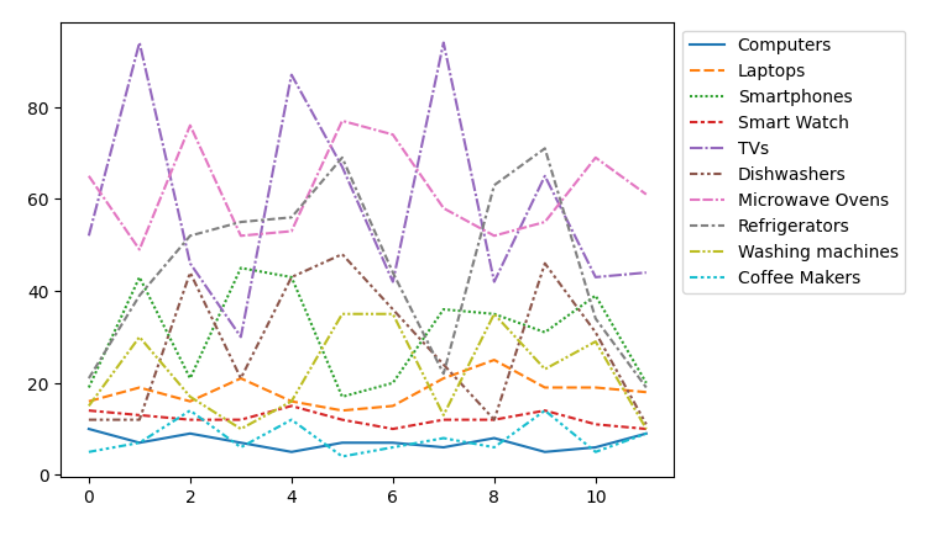 80
60
40
20
0
0 2 4 6 8 10
Computers
Laptops
Smartphones
Smart Watch
TVs
Dishwashers
Microwave Ovens
Refrigerators
Washing machines
Coffee Makers